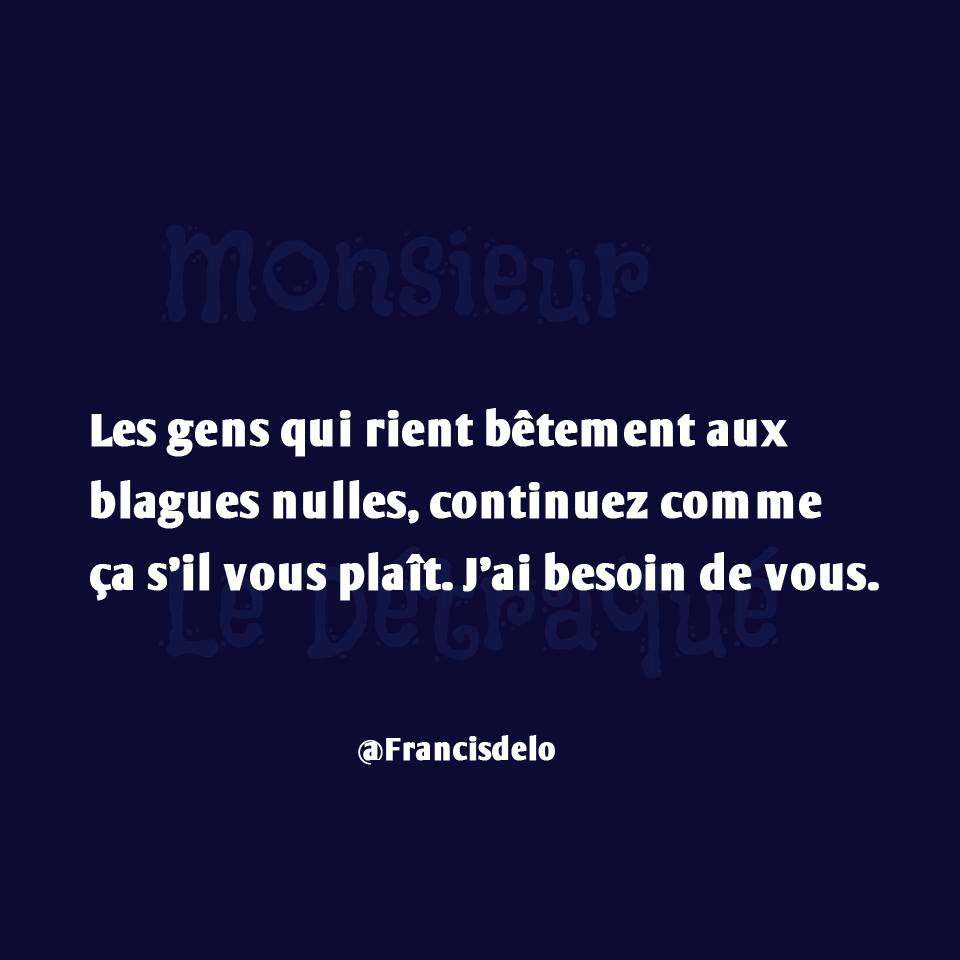 Monsieur
Les gens qui rient bêtement aux
blagues nulles, continuez comme
ça s’il vous plaît. J’ai besoin de vous.
Le Détraqué
@Francisdelo